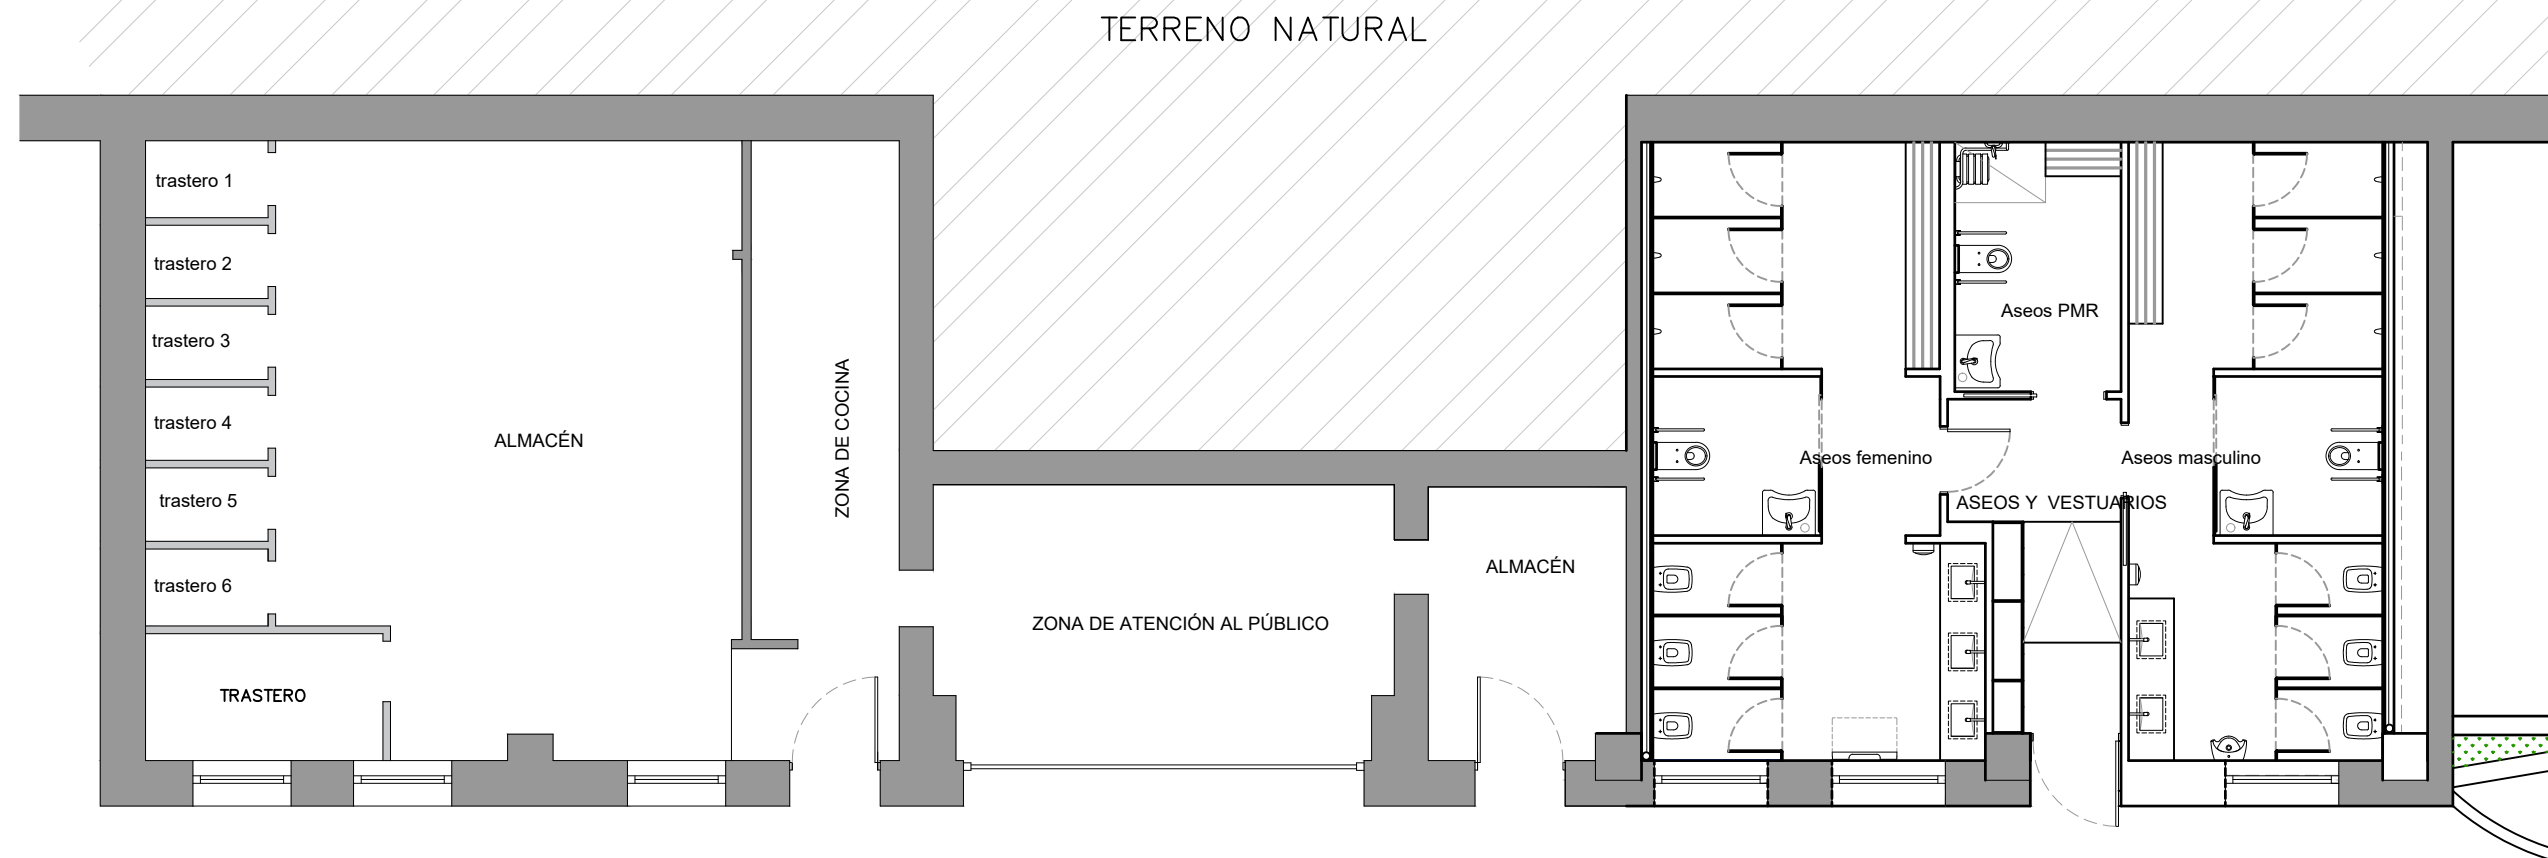 TERRENO NATURAL
trastero 1
trastero 2
trastero 3
trastero 4
trastero 5
trastero 6
TRASTERO
ALMACÉN
ZONA DE COCINA
ZONA DE ATENCIÓN AL PÚBLICO
ALMACÉN
Aseos PMR
Aseos femenino
Aseos masculino
ASEOS Y VESTUARIOS